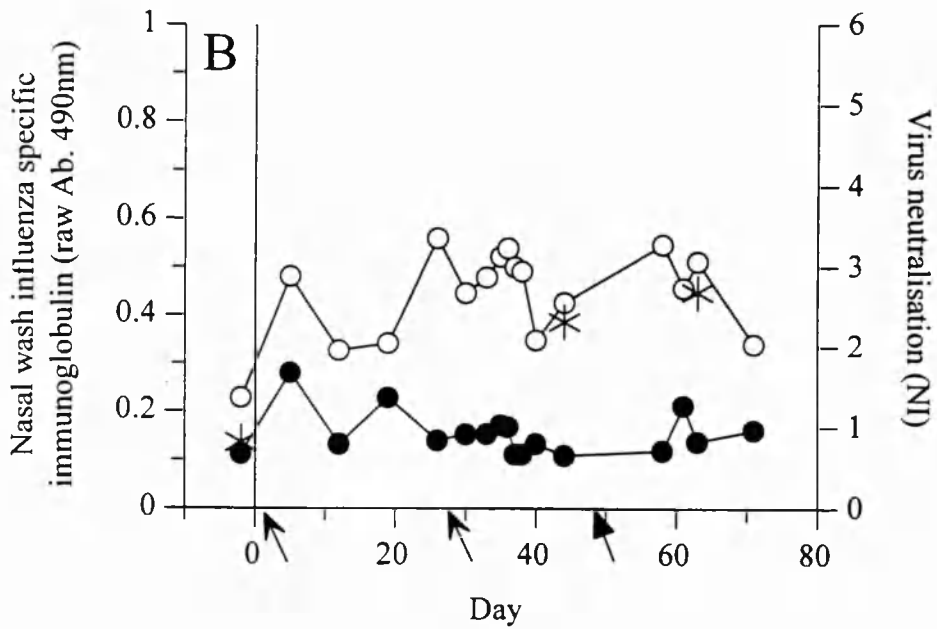 B
Nasal wash influenza specific
immunoglobulin (raw Ab. 490nm)
1
0.8
0.6
0.4
0.2
0
Virus neutralisation (NI)
6
5
4
3
2
1
0
0 20 40 60 80
Day